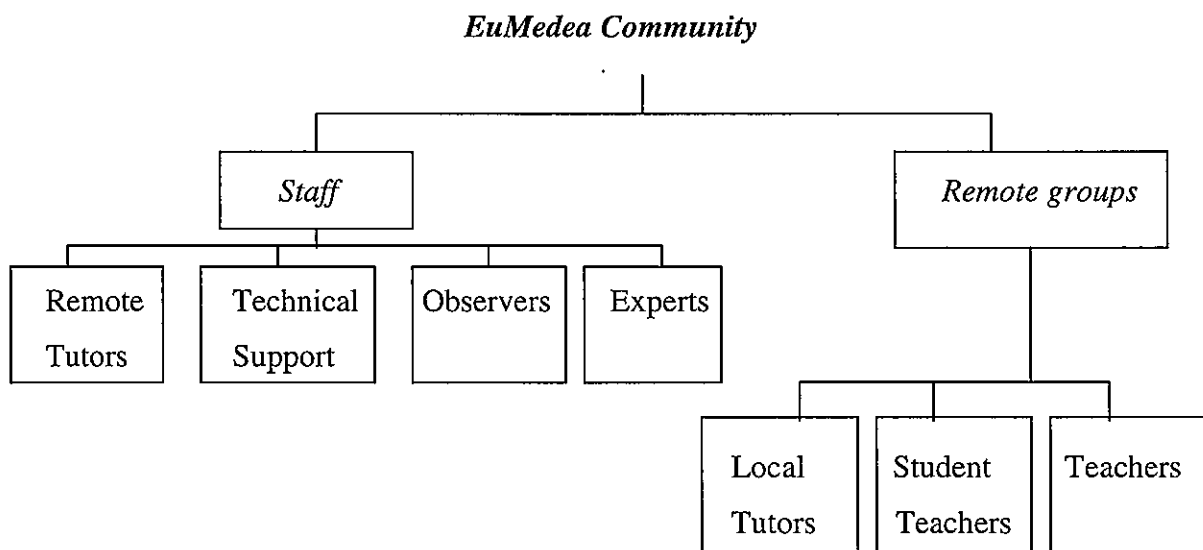 EuMedea Community
Staff
Remote groups
Remote
Tutors
Technical
Support
Observers
Experts
Local
Tutors
Student
Teachers
Teachers